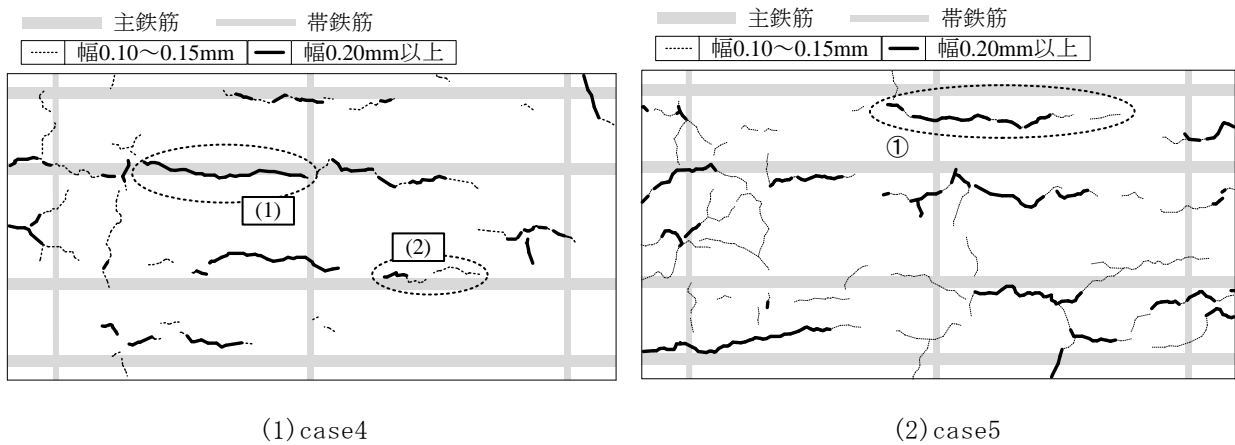 主鉄筋 帯鉄筋
幅0.10～0.15mm 幅0.20mm以上
(1)
(2)
(1)case4
主鉄筋 帯鉄筋
幅0.10～0.15mm 幅0.20mm以上
①
(2)case5